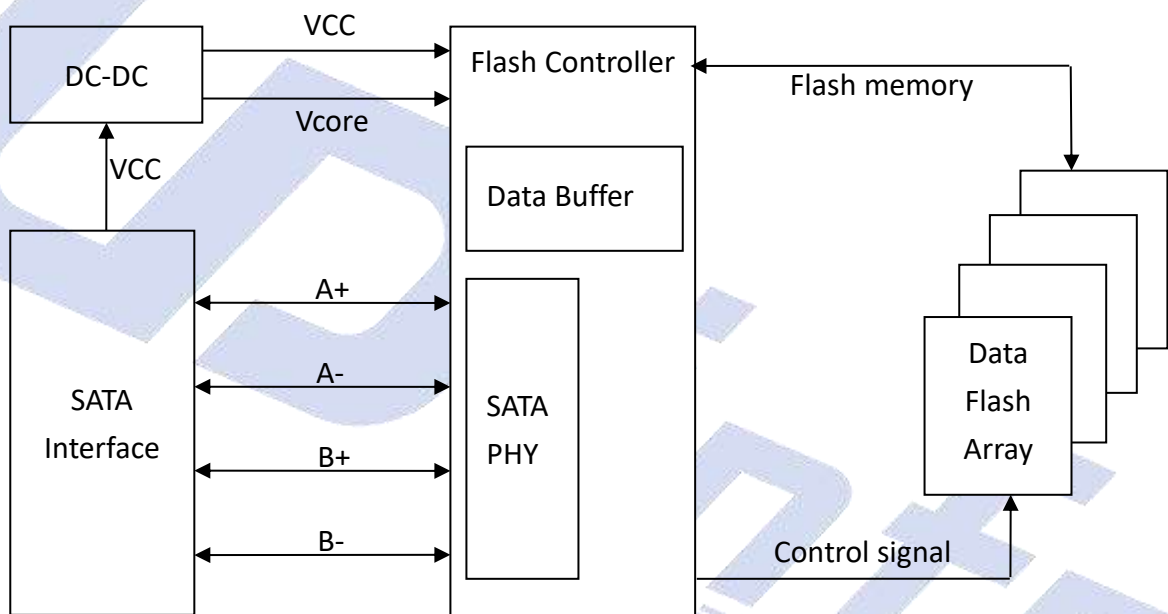 VCC
DC-DC
Flash Controller
Flash memory
Vcore
VCC
Data Buffer
A+
A-
SATA
Interface
SATA
PHY
B+
B-
Data
Flash
Array
Control signal